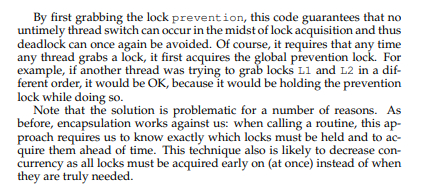 By first grabbing the lock prevention, this code guarantees that no
untimely thread switch can occur in the midst of lock acquisition and thus
deadlock can once again be avoided. Of course, it requires that any time
any thread grabs a lock, it first acquires the global prevention lock. For
example, if another thread was trying to grab locks L1 and L2 in a dif-
ferent order, it would be OK, because it would be holding the prevention
lock while doing so.
Note that the solution is problematic for a number of reasons. As
before, encapsulation works against us: when calling a routine, this ap-
proach requires us to know exactly which locks must be held and to ac-
quire them ahead of time. This technique also is likely to decrease con-
currency as all locks must be acquired early on (at once) instead of when
they are truly needed.